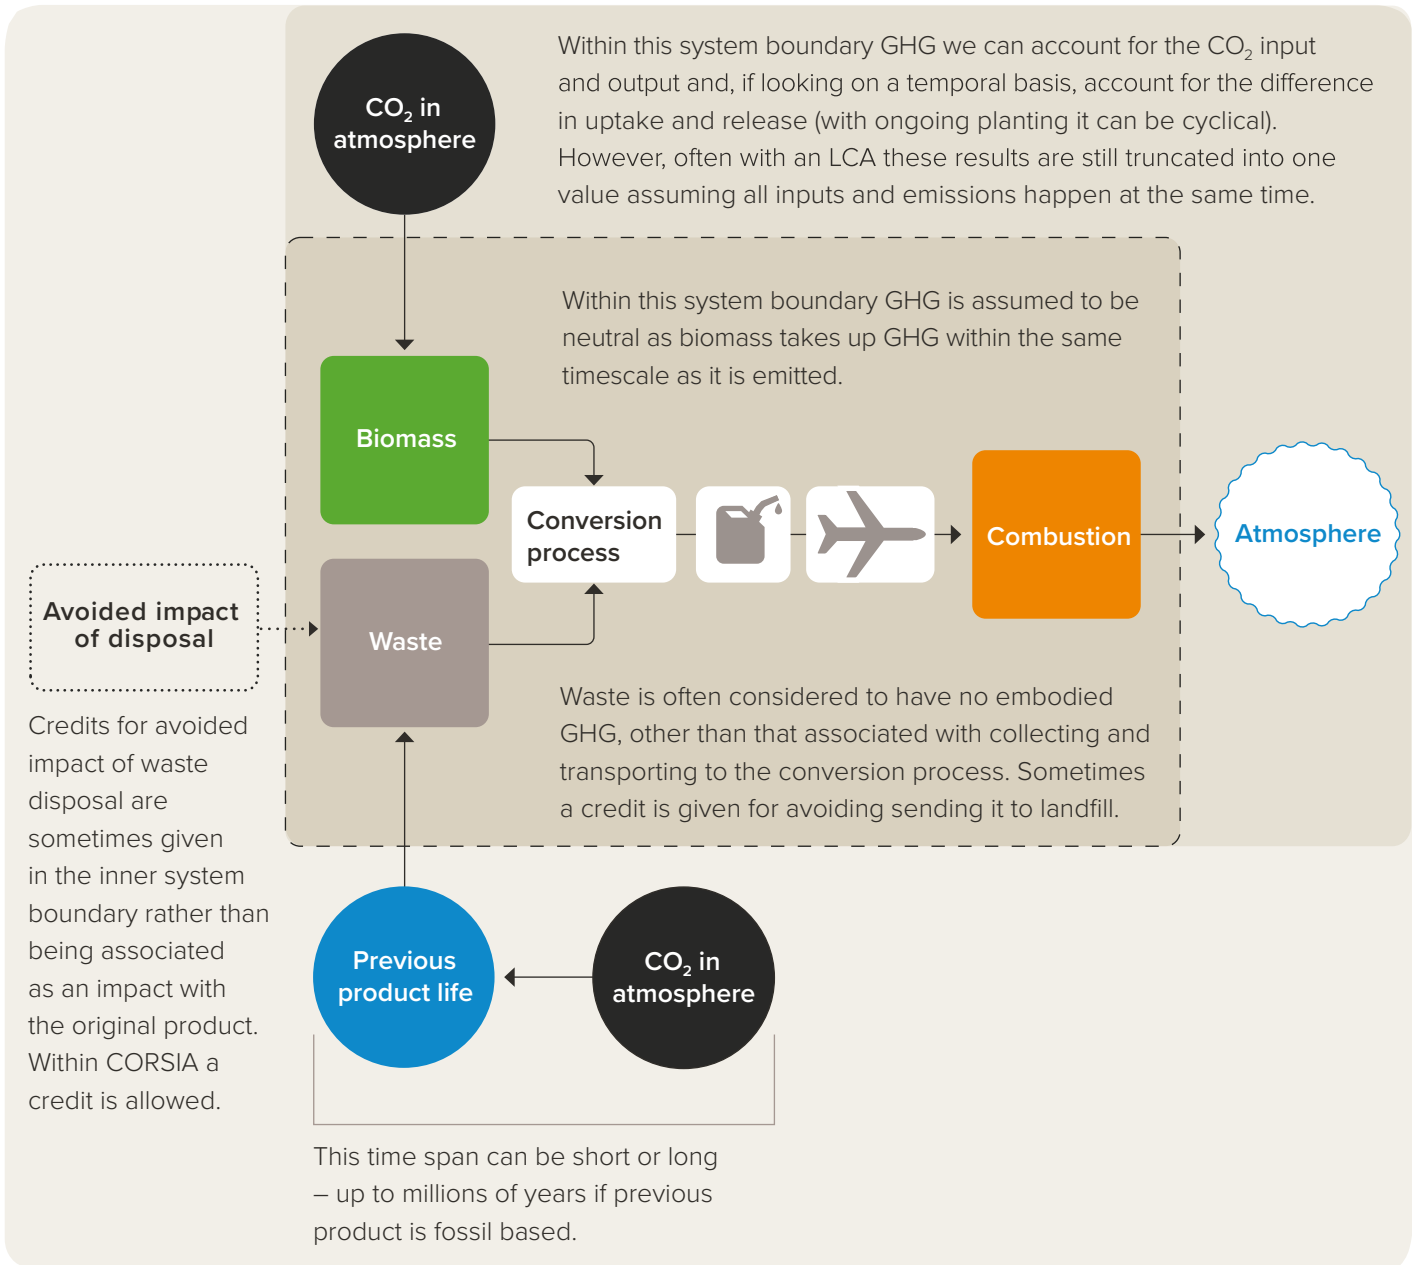 CO₂ in
atmosphere
Within this system boundary GHG we can account for the CO₂ input
and output and, if looking on a temporal basis, account for the difference
in uptake and release (with ongoing planting it can be cyclical).
However, often with an LCA these results are still truncated into one
value assuming all inputs and emissions happen at the same time.
Within this system boundary GHG is assumed to be
neutral as biomass takes up GHG within the same
timescale as it is emitted.
Biomass
Conversion
process
Combustion
Atmosphere
Avoided impact
of disposal
Waste
Waste is often considered to have no embodied
GHG, other than that associated with collecting and
transporting to the conversion process. Sometimes
a credit is given for avoiding sending it to landfill.
Credits for avoided
impact of waste
disposal are
sometimes given
in the inner system
boundary rather than
being associated
as an impact with
the original product.
Within CORSIA a
credit is allowed.
Previous
product life
CO₂ in
atmosphere
This time span can be short or long
– up to millions of years if previous
product is fossil based.